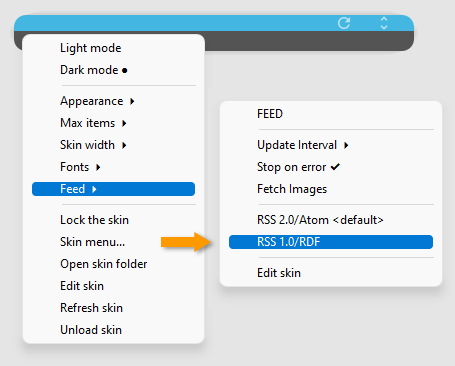 Light mode
Dark mode ●
Appearance
Max items
Skin width
Fonts
Feed
Lock the skin
Skin menu...
Open skin folder
Edit skin
Refresh skin
Unload skin
FEED
Update Interval
Stop on error ✓
Fetch Images
RSS 2.0/Atom <default>
RSS 1.0/RDF
Edit skin